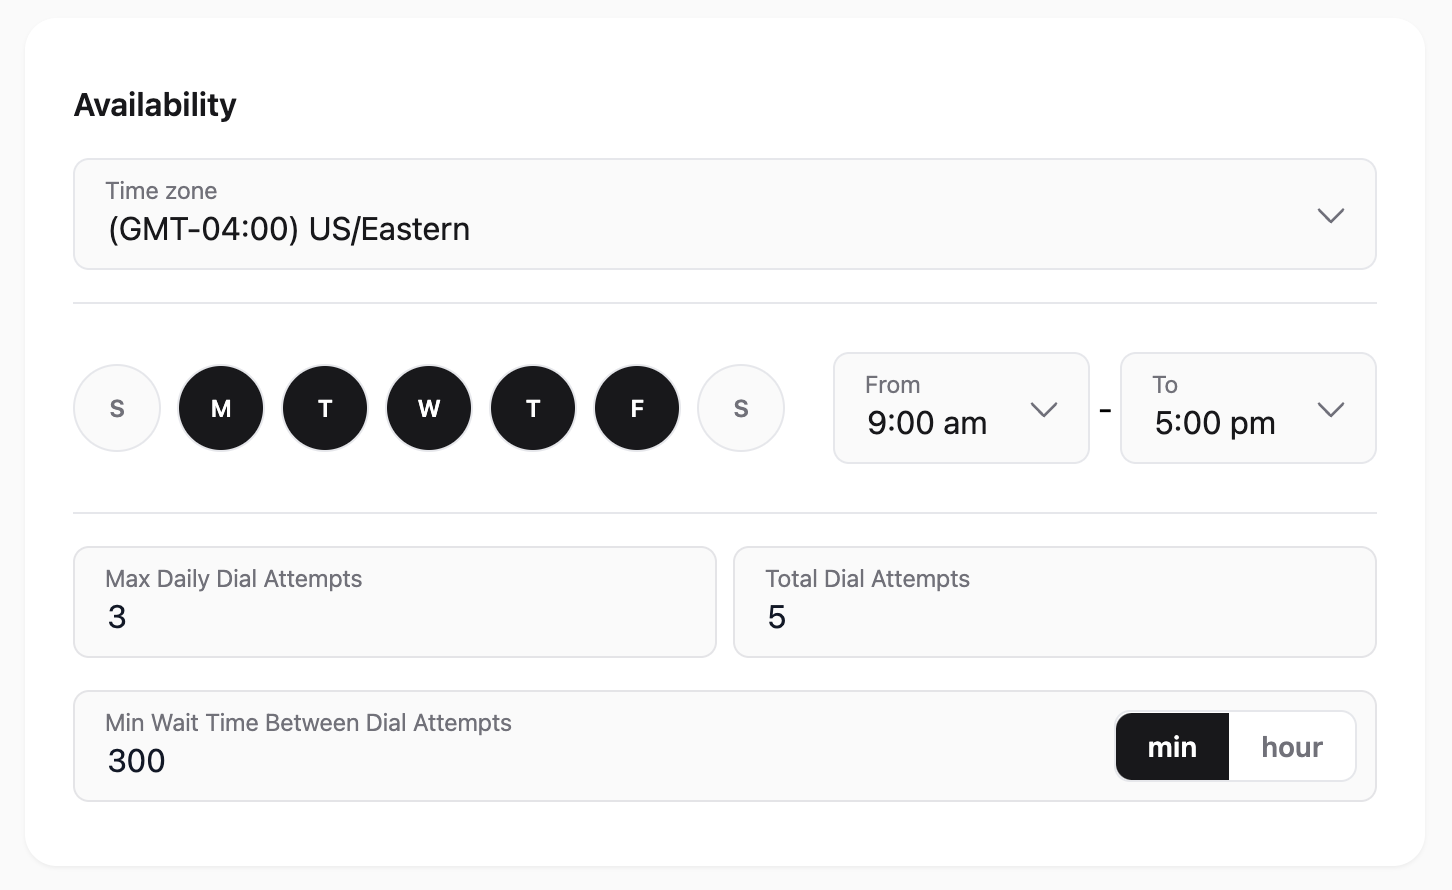 Availability
Time zone
(GMT-04:00) US/Eastern
S M T W T F S
From
9:00 am
-
To
5:00 pm
Max Daily Dial Attempts
3
Total Dial Attempts
5
Min Wait Time Between Dial Attempts
300
min hour